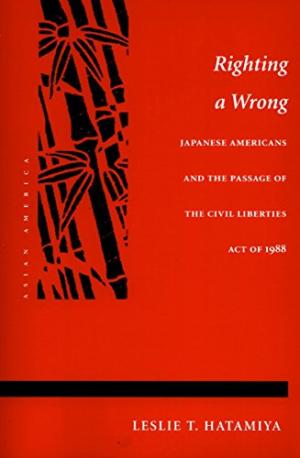 Righting
a Wrong
JAPANESE AMERICANS
AND THE PASSAGE OF
THE CIVIL LIBERTIES
ACT OF 1988
ASIAN AMERICA
LESLIE T. HATAMIYA